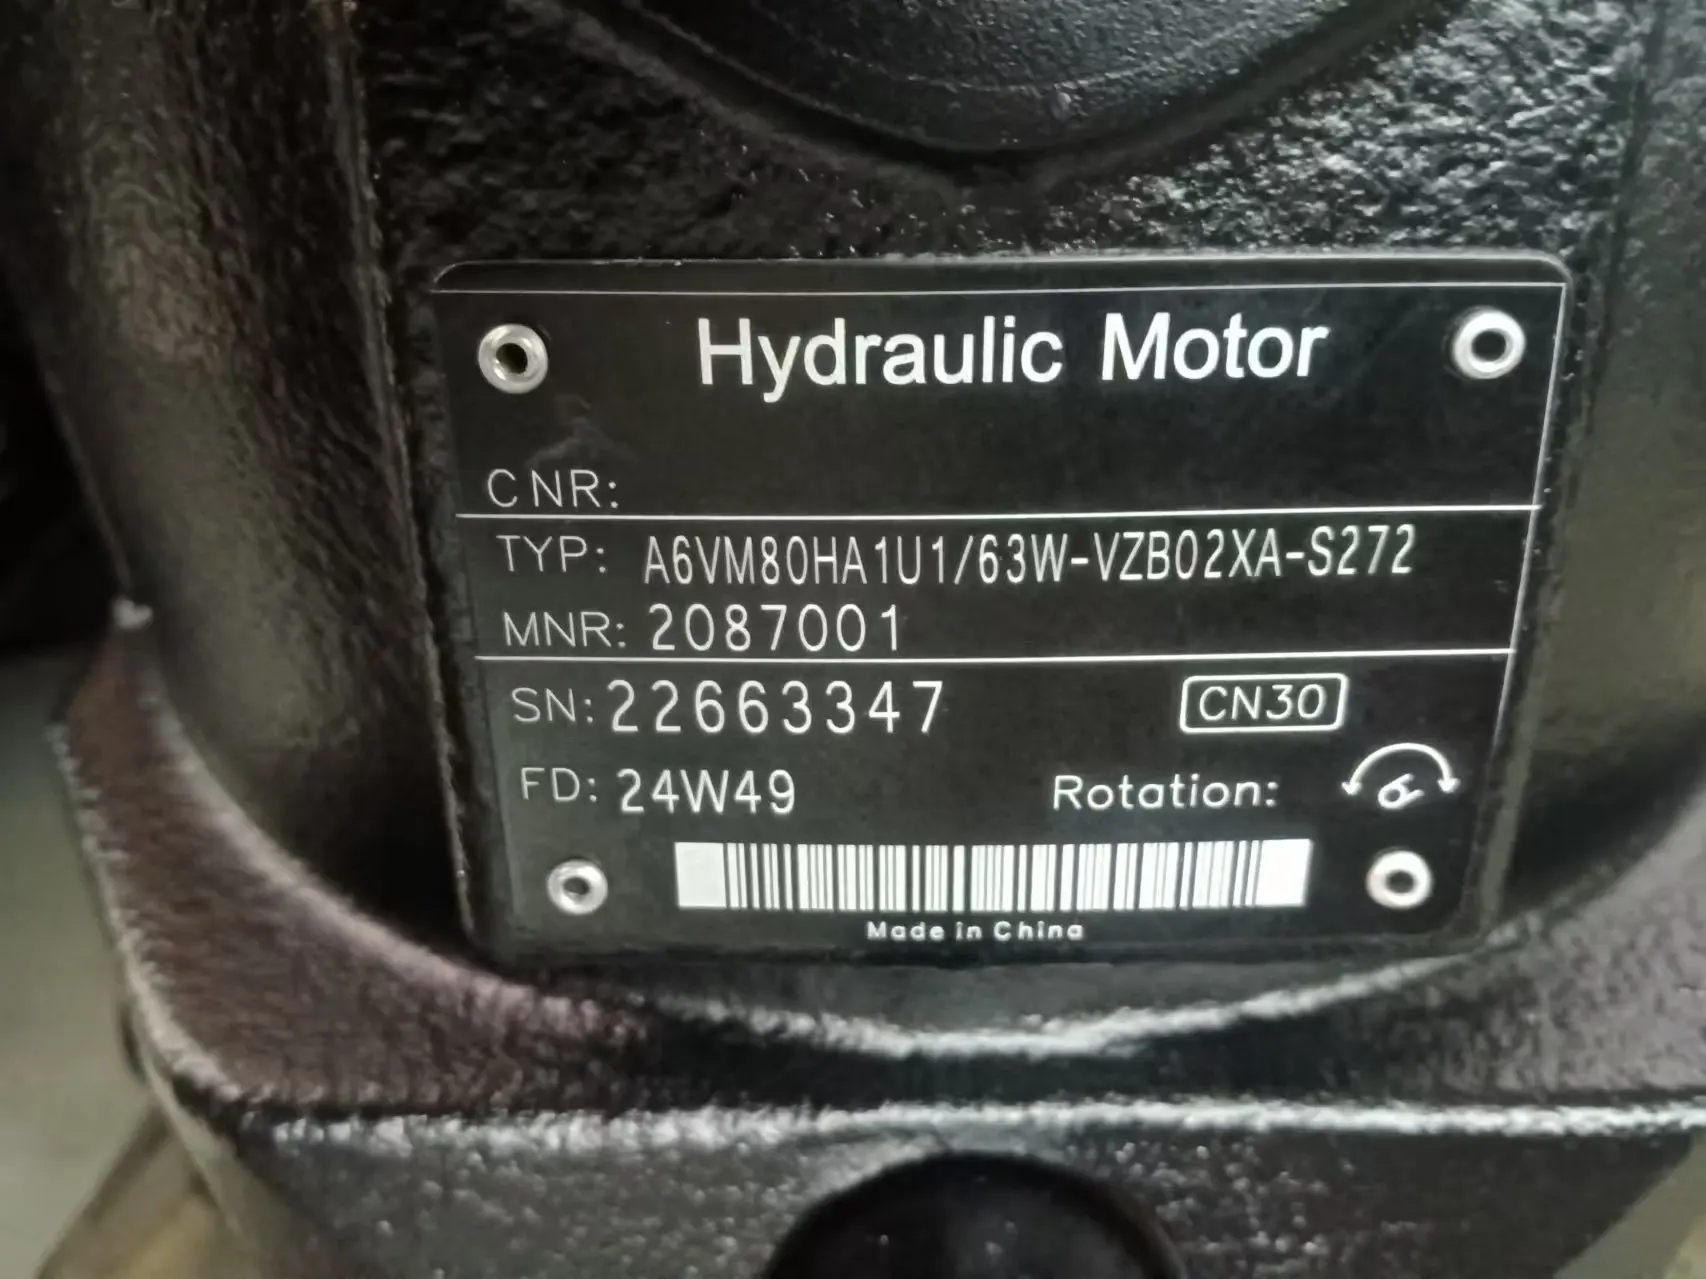 Hydraulic Motor
CNR:
TYP: A6VM80HA1U1/63W-VZB02XA-S272
MNR: 2087001
SN: 22663347 CN30
FD: 24W49 Rotation:
Made in China